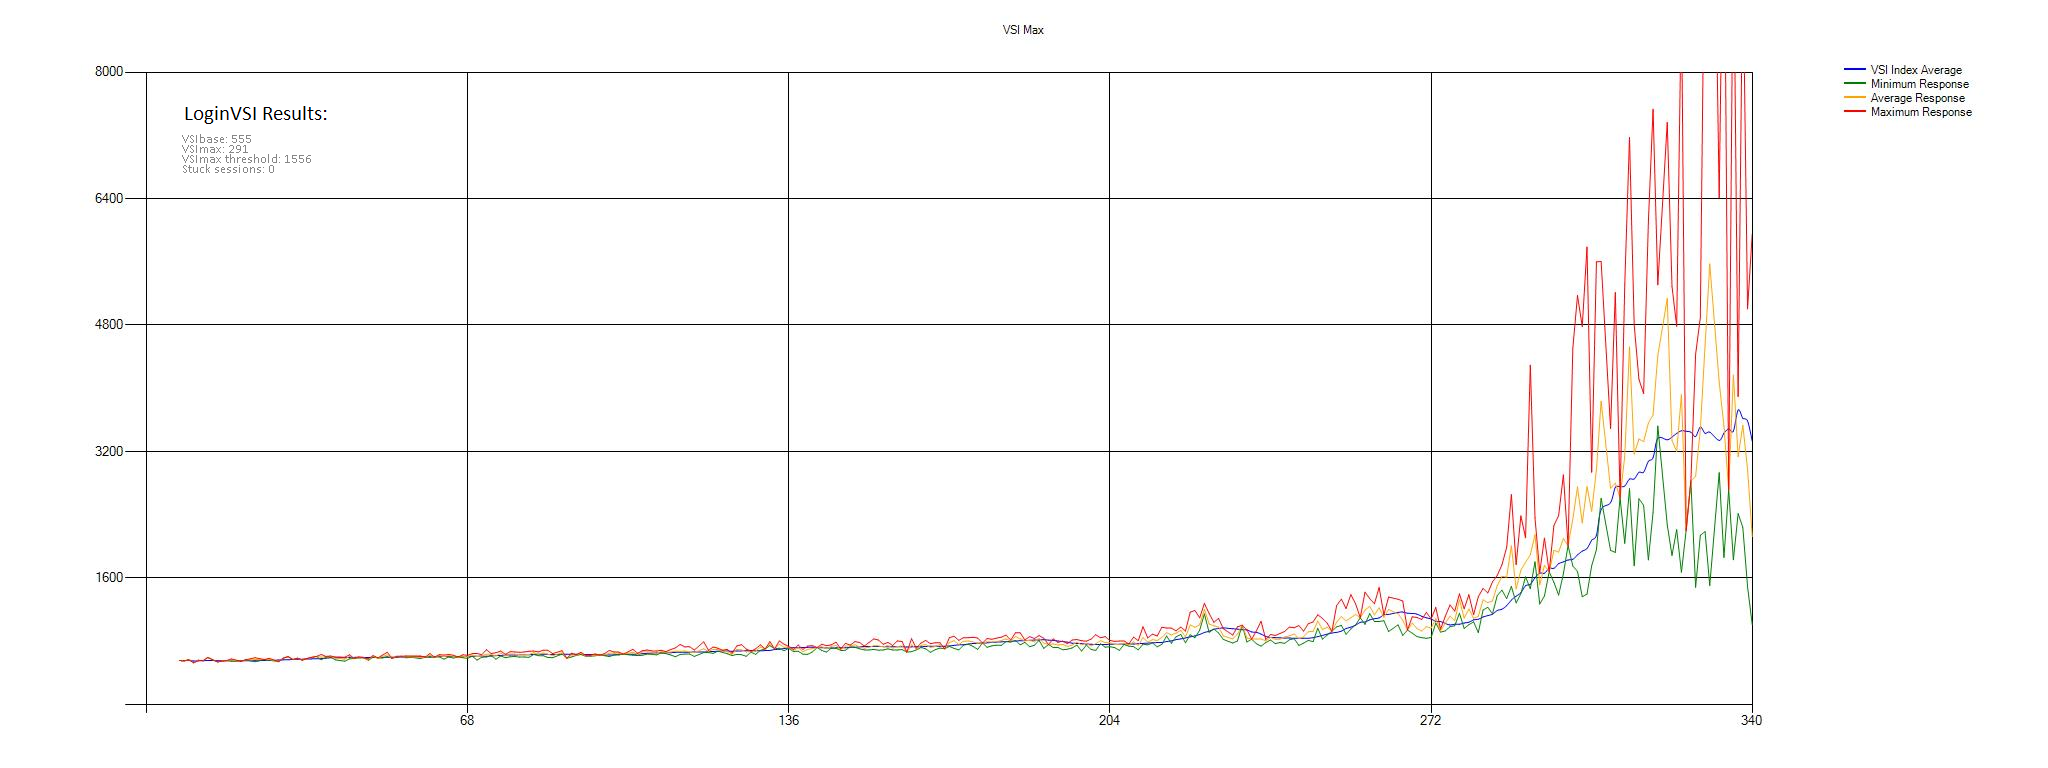 VSI Max
8000
6400
4800
3200
1600
68
136
204
272
340
LoginVSI Results:
VSIbase: 555
VSImax: 291
VSImax threshold: 1556
Stuck sessions: 0
VSI Index Average
Minimum Response
Average Response
Maximum Response